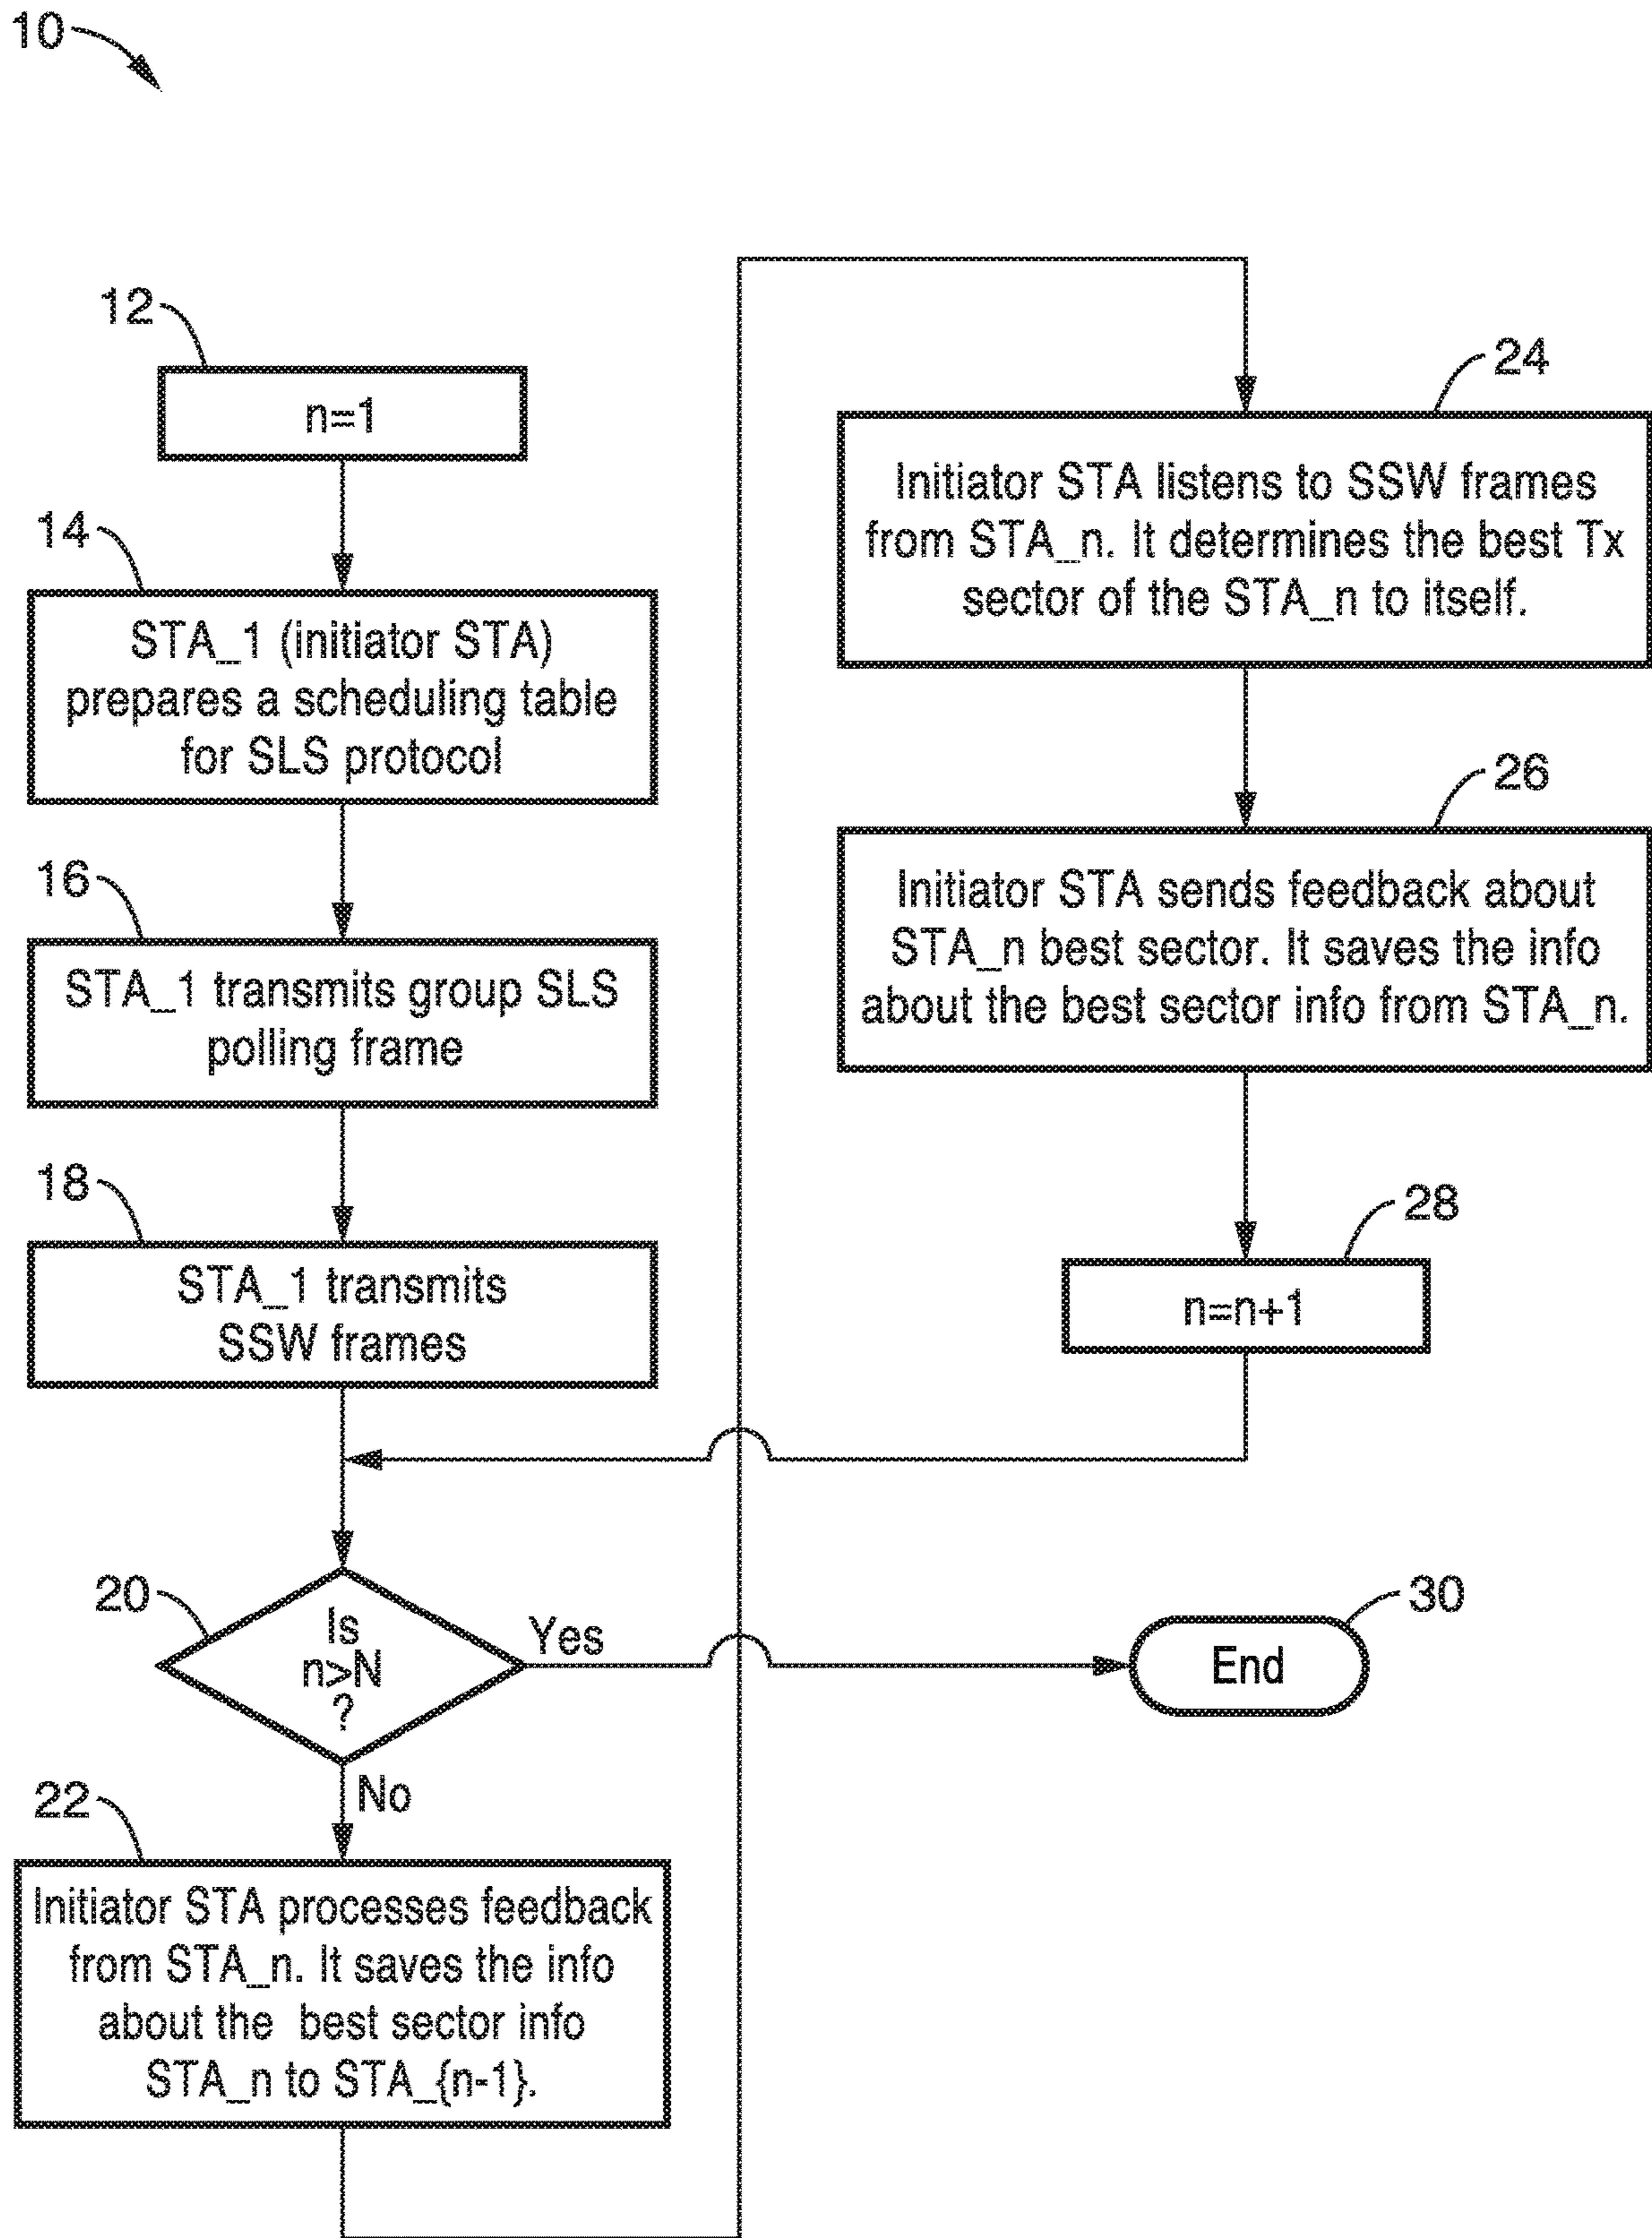 10
12
n=1
14
STA_1 (initiator STA)
prepares a scheduling table
for SLS protocol
16
STA_1 transmits group SLS
polling frame
18
STA_1 transmits
SSW frames
20
Is
n>N
?
Yes
No
22
Initiator STA processes feedback
from STA_n. It saves the info
about the best sector info
STA_n to STA_{n-1}.
24
Initiator STA listens to SSW frames
from STA_n. It determines the best Tx
sector of the STA_n to itself.
26
Initiator STA sends feedback about
STA_n best sector. It saves the info
about the best sector info from STA_n.
28
n=n+1
30
End